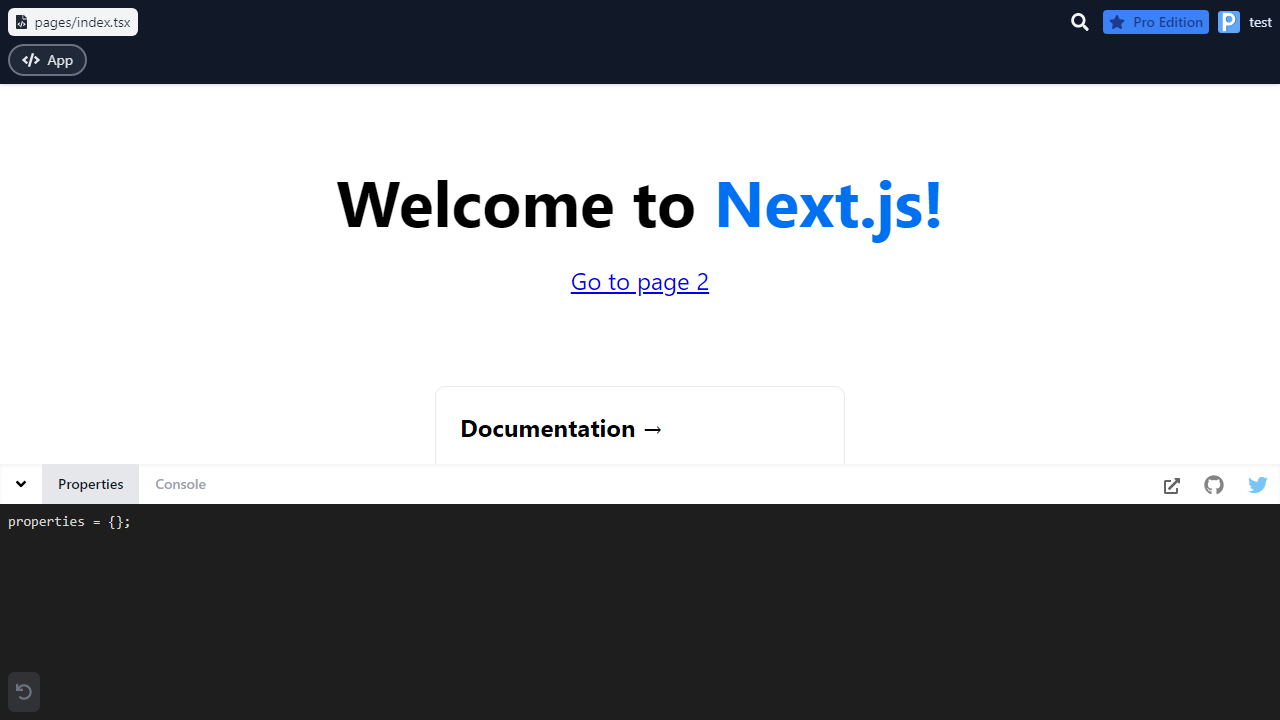 pages/index.tsx
Pro Edition
test
App
Welcome to Next.js!
Go to page 2
Documentation →
Properties
Console
properties = {};